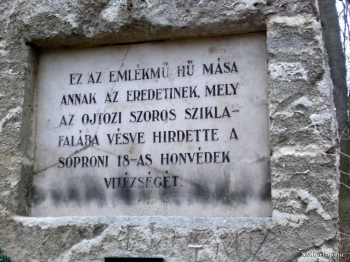 EZ AZ EMLÉKMŰ HŰ MÁSA
ANNAK AZ EREDETINEK, MELY
AZ OJTOZI SZOROS SZIKLA-
FALÁBA VÉSVE HIRDETTE A
SOPRONI 18-AS HONVÉDEK
VITÉZSÉGÉT.